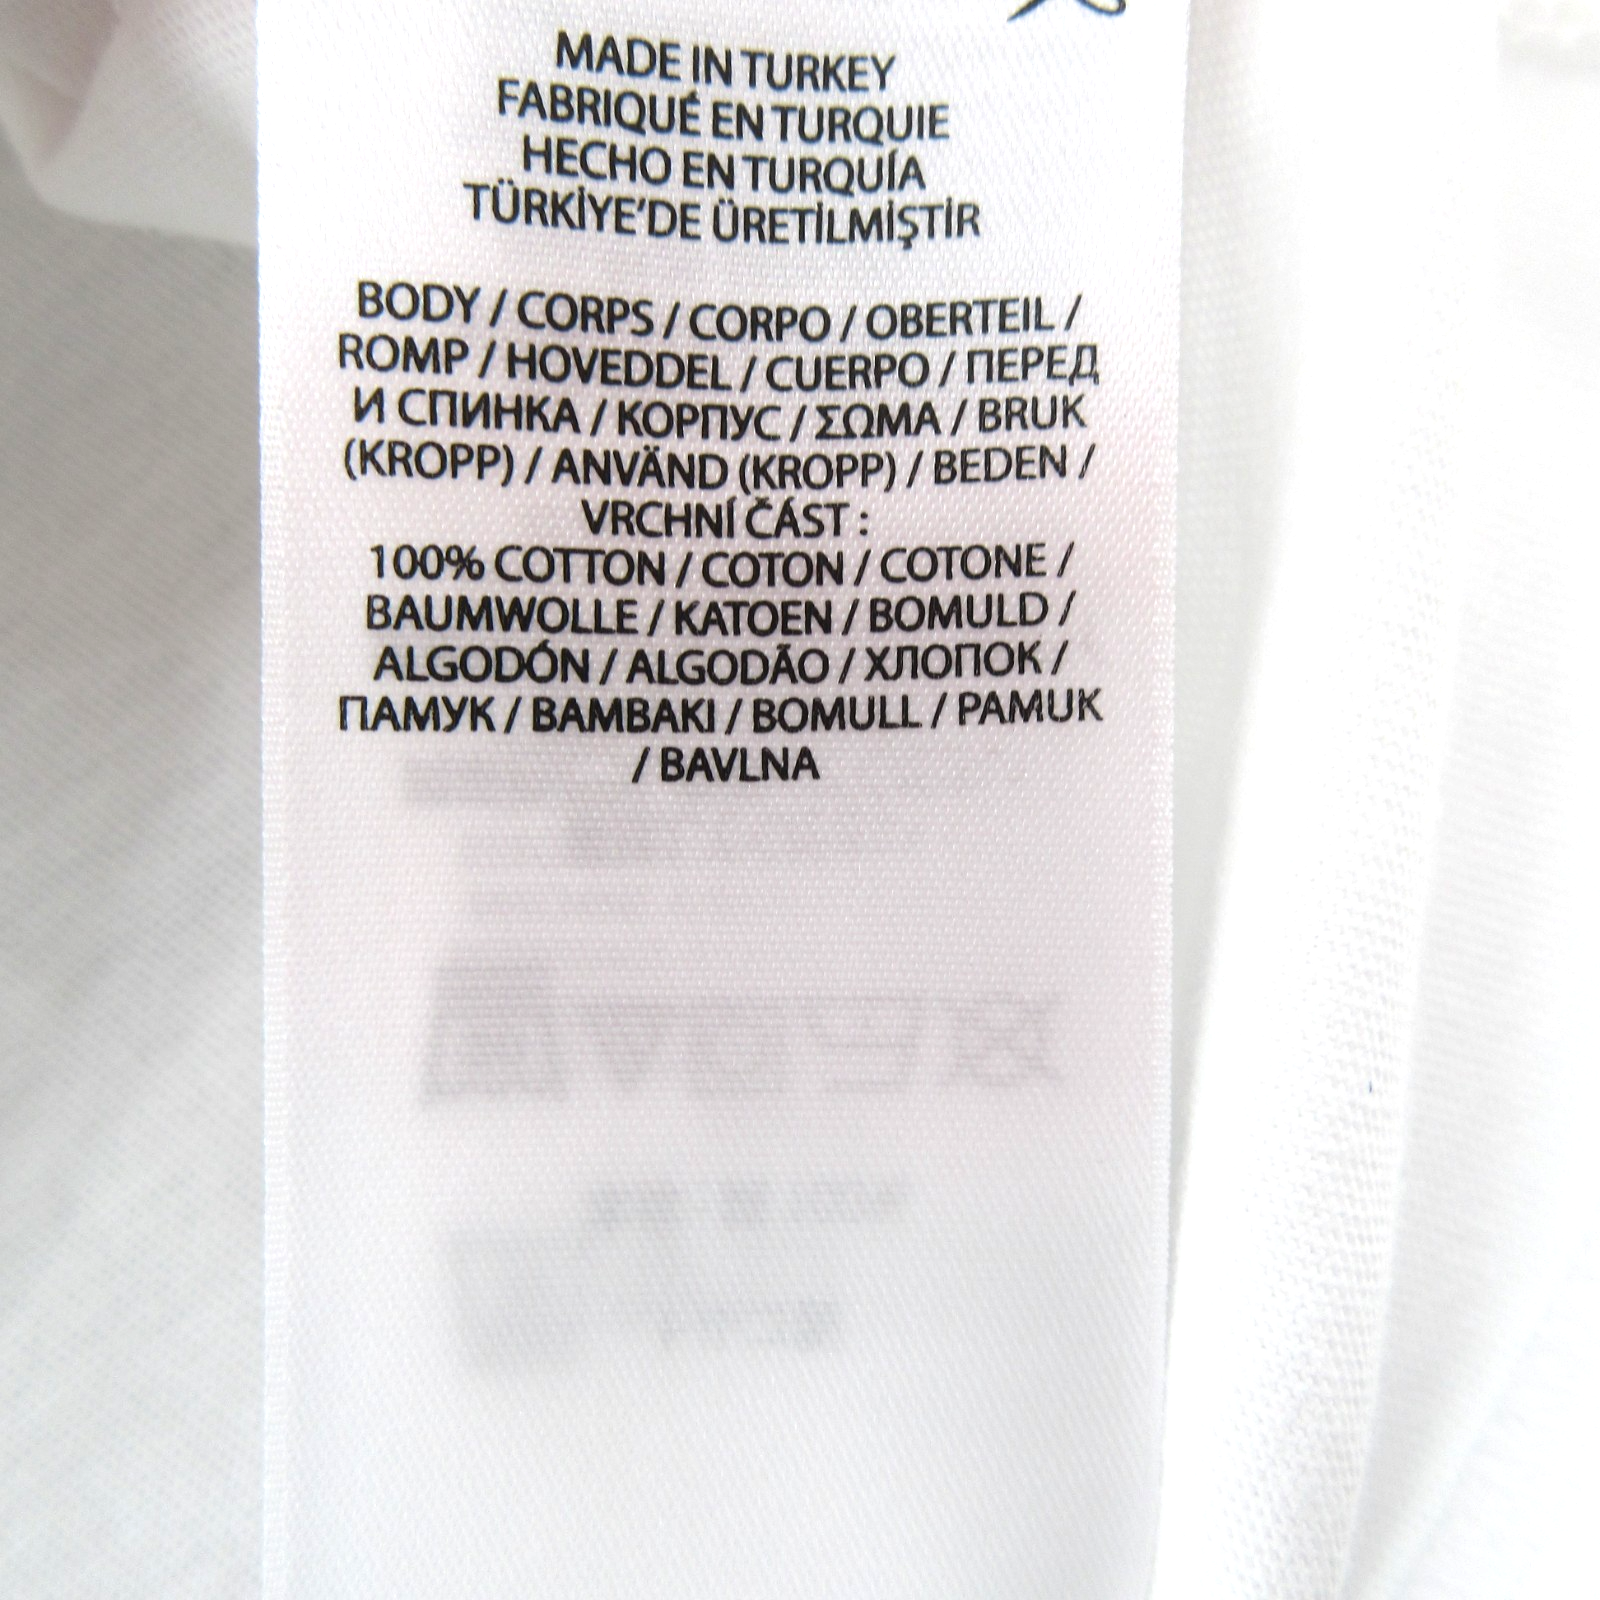 MADE IN TURKEY
FABRIQUÉ EN TURQUIE
HECHO EN TURQUÍA
TÜRKİYE'DE ÜRETİLMİŞTİR
BODY / CORPS / CORPO / OBERTEIL /
ROMP / HOVEDDEL / CUERPO / ПЕРЕД
И СПИНКА / КОРПУС / ΣΩΜΑ / BRUK
(KROPP) / ANVÄND (KROPP) / BEDEN /
VRCHNÍ ČÁST :
100% COTTON / COTON / COTONE /
BAUMWOLLE / KATOEN / BOMULD /
ALGODÓN / ALGODÃO / ХЛОПОК /
ПАМУК / BAMBAKI / BOMULL / PAMUK
/ BAVLNA